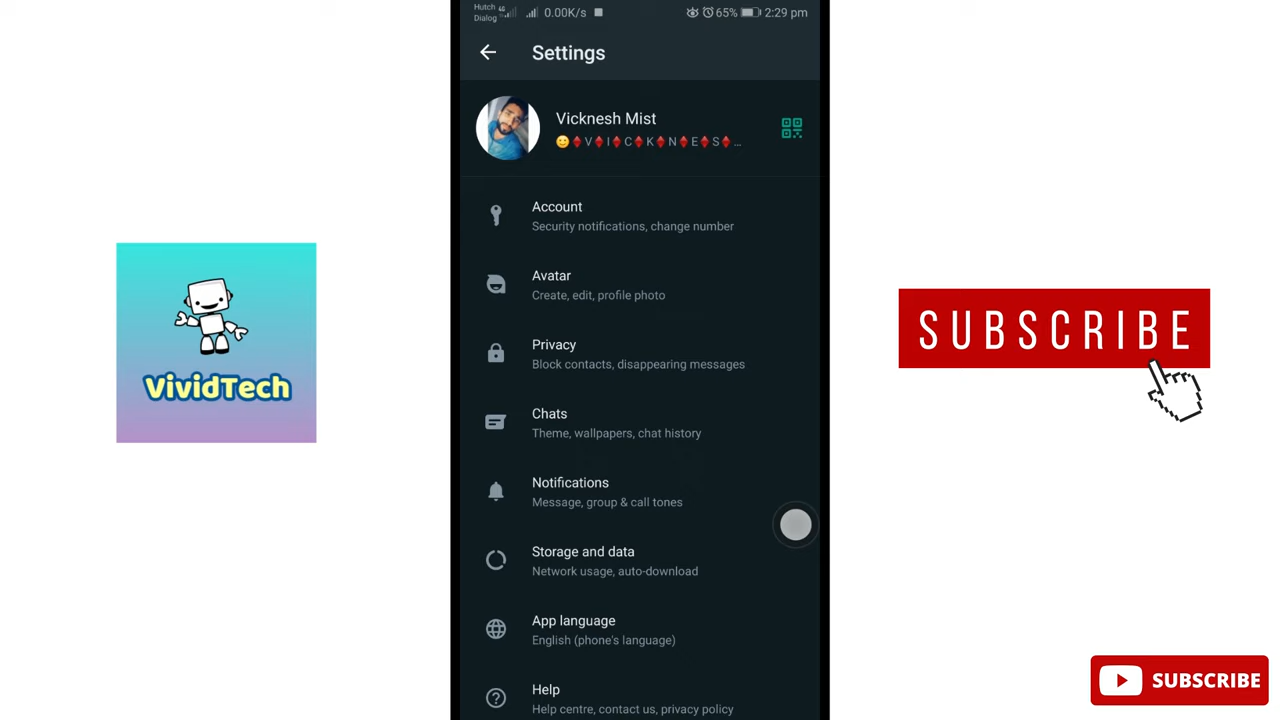 Hutch 4G
Dialog
0.00K/s
65%
2:29 pm
Settings
Vicknesh Mist
😊♦️V♦️I♦️C♦️K♦️N♦️E♦️S♦️...
Account
Security notifications, change number
Avatar
Create, edit, profile photo
Privacy
Block contacts, disappearing messages
Chats
Theme, wallpapers, chat history
Notifications
Message, group & call tones
Storage and data
Network usage, auto-download
App language
English (phone's language)
Help
Help centre, contact us, privacy policy
VividTech
SUBSCRIBE
SUBSCRIBE